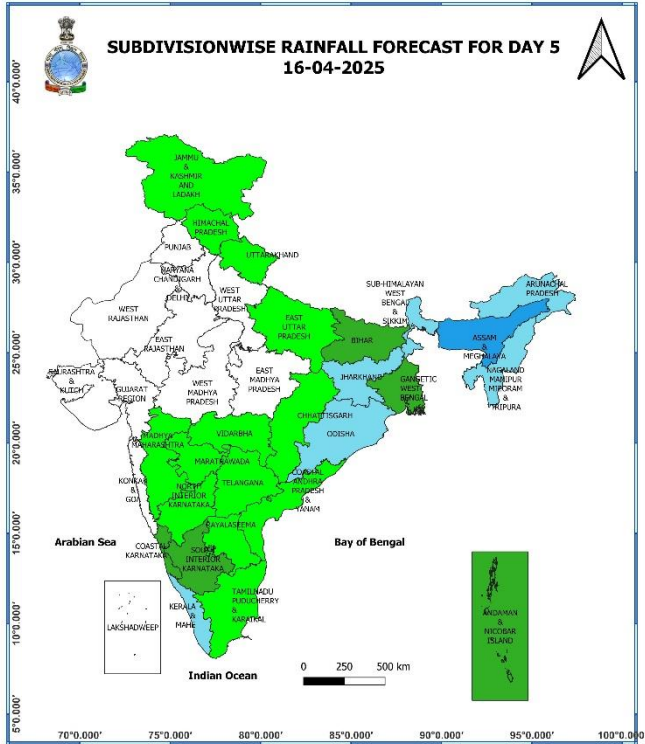 SUBDIVISIONWISE RAINFALL FORECAST FOR DAY 5
16-04-2025
40°0.000'
35°0.000'
30°0.000'
25°0.000'
20°0.000'
15°0.000'
10°0.000'
5°0.000'
JAMMU
&
KASHMIR
AND
LADAKH
HIMACHAL
PRADESH
PUNJAB
UTTARAKHAND
HARYANA
CHANDIGARH
&
DELHI
WEST
UTTAR
PRADESH
WEST
RAJASTHAN
EAST
RAJASTHAN
EAST
UTTAR
PRADESH
SUB-HIMALAYAN
WEST
BENGAL
&
SIKKIM
ARUNACHAL
PRADESH
BIHAR
ASSAM
&
MEGHALAYA
NAGALAND
MANIPUR
MIZORAM
&
TRIPURA
SAURASHTRA
&
KUTCH
GUJARAT
REGION
WEST
MADHYA
PRADESH
EAST
MADHYA
PRADESH
JHARKHAND
GANGETIC
WEST
BENGAL
CHHATTISGARH
ODISHA
MADHYA
MAHARASHTRA
VIDARBHA
MARATHWADA
KONKAN
&
GOA
NORTH
INTERIOR
KARNATAKA
TELANGANA
COASTAL
ANDHRA
PRADESH
&
YANAM
RAYALASEEMA
COASTAL
KARNATAKA
SOUTH
INTERIOR
KARNATAKA
Arabian Sea
Bay of Bengal
KERALA
&
MAHE
TAMILNADU
PUDUCHERRY
&
KARAIKAL
LAKSHADWEEP
ANDAMAN
&
NICOBAR
ISLAND
Indian Ocean
0 250 500 km
70°0.000' 75°0.000' 80°0.000' 85°0.000' 90°0.000' 95°0.000' 100°0.000'